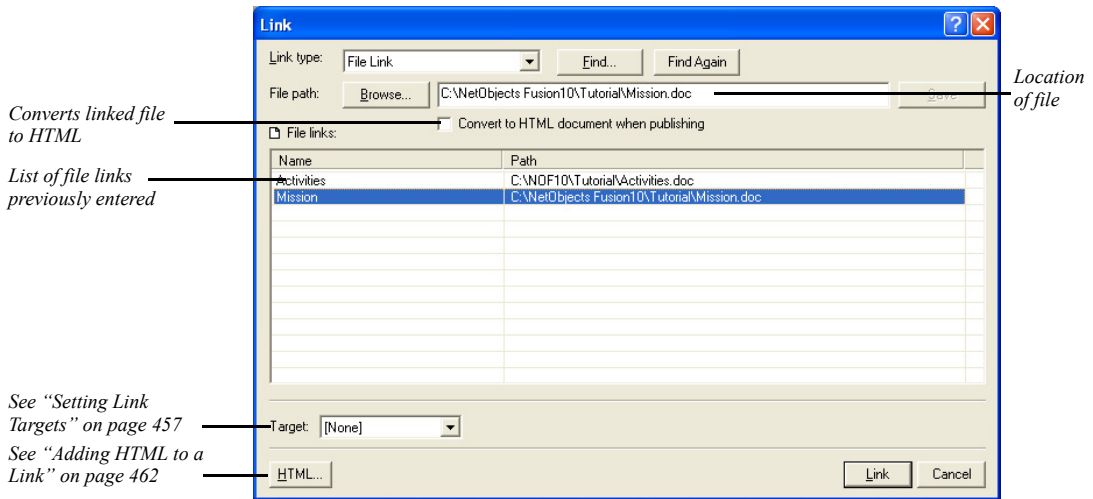 Link
Link type:
File Link
Find...
Find Again
File path:
Browse...
C:\NetObjects Fusion10\Tutorial\Mission.doc
Save
Location
of file
Converts linked file
to HTML
Convert to HTML document when publishing
File links:
Name
Path
List of file links
previously entered
Activities
C:\NOF10\Tutorial\Activities.doc
Mission
C:\NetObjects Fusion10\Tutorial\Mission.doc
See “Setting Link
Targets” on page 457
Target:
[None]
See “Adding HTML to a
Link” on page 462
HTML...
Link
Cancel